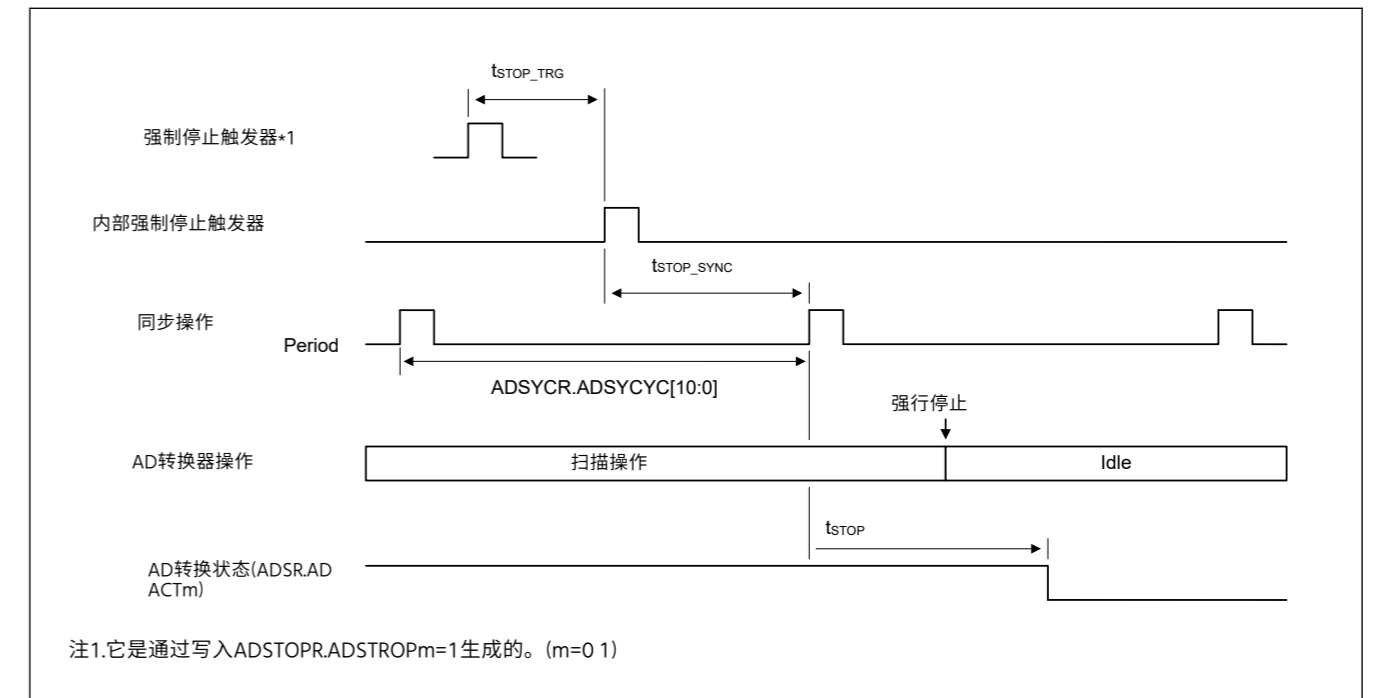 tSTOP_TRG
强制停止触发器*1
内部强制停止触发器
tSTOP_SYNC
同步操作
Period
ADSYCR.ADSYCYC[10:0]
强行停止
AD转换器操作
扫描操作
Idle
tSTOP
AD转换状态(ADSR.AD
ACTm)
注1.它是通过写入ADSTOPR.ADSTROPm=1生成的。(m=0 1)